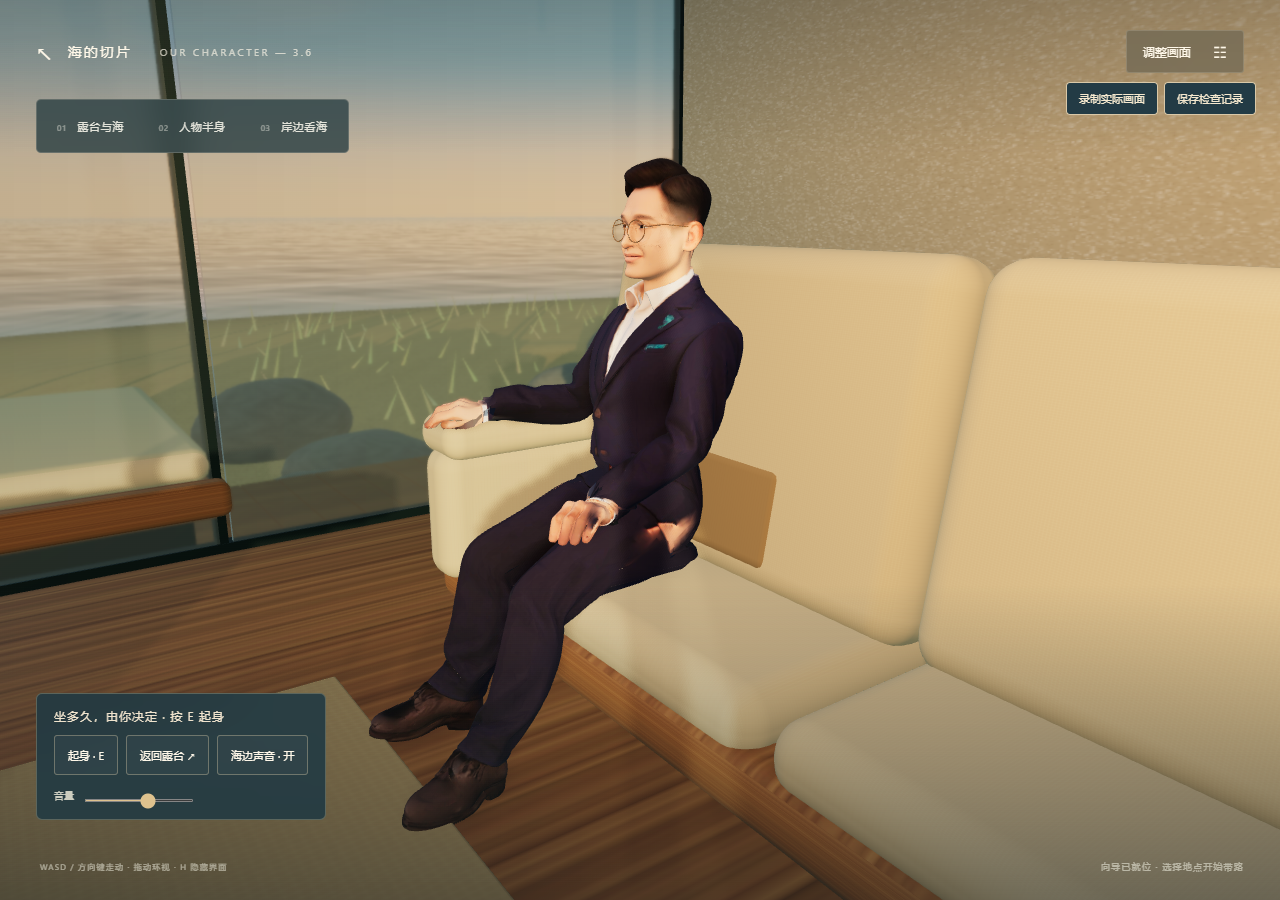 ↖ 海的切片 OUR CHARACTER — 3.6
调整画面
录制实际画面 保存检查记录
01 露台与海 02 人物半身 03 岸边看海
坐多久，由你决定 · 按 E 起身
起身 · E 返回露台 ↗ 海边声音 · 开
音量
WASD / 方向键走动 · 拖动环视 · H 隐藏界面
向导已就位 · 选择地点开始带路